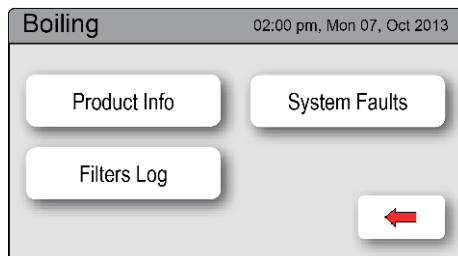 Boiling 02:00 pm, Mon 07, Oct 2013
Product Info System Faults
Filters Log